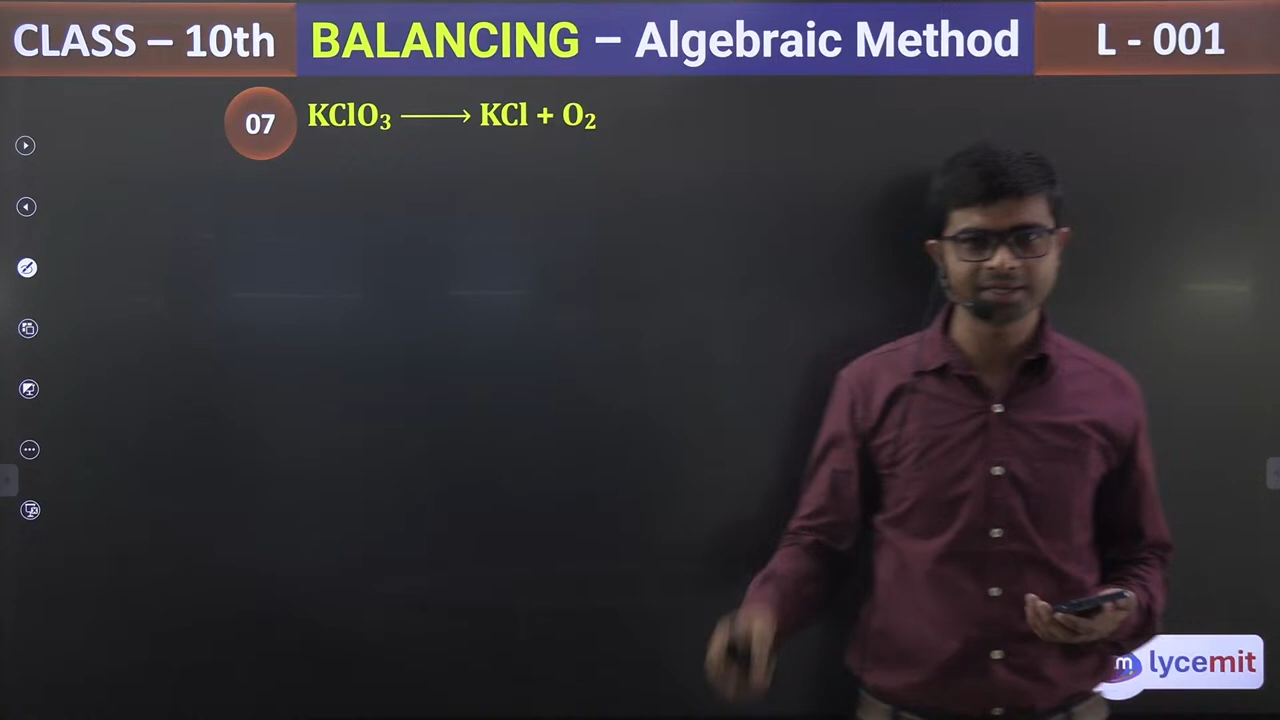 CLASS – 10th
BALANCING – Algebraic Method
L - 001
07
KClO₃ ⟶ KCl + O₂
m lycemit